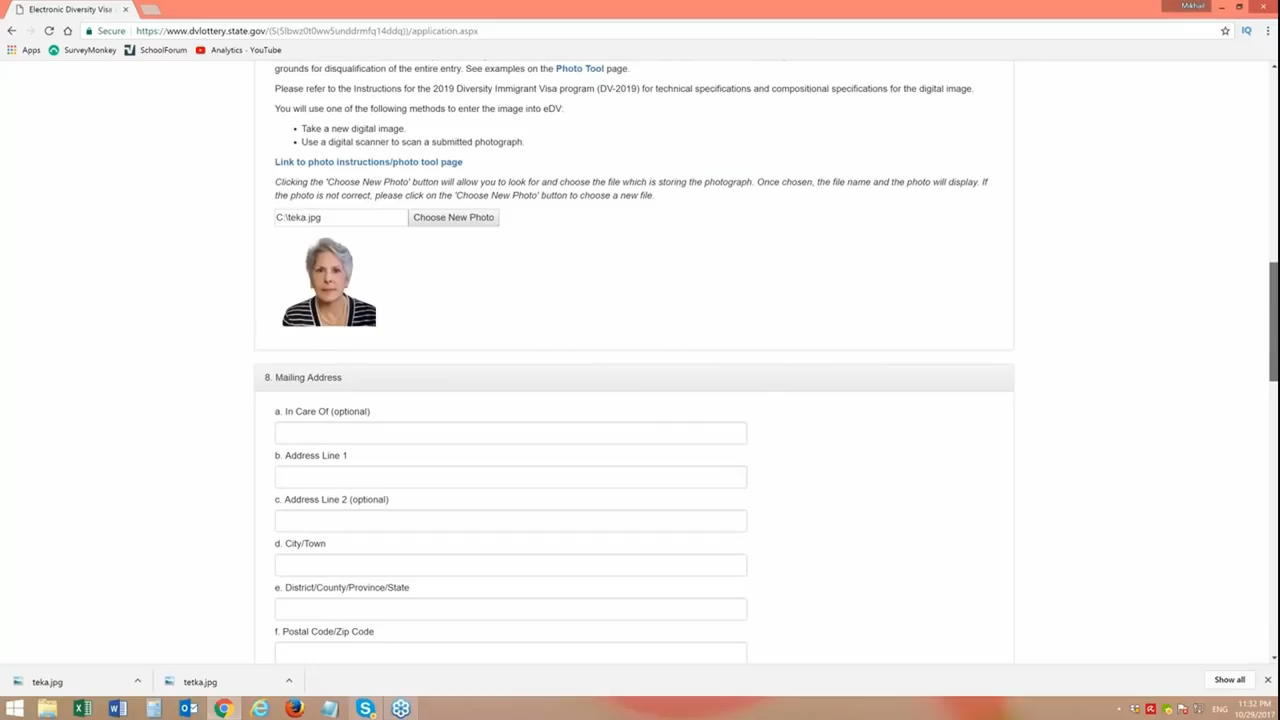 Electronic Diversity Visa
Mikhail
Secure
https://www.dvlottery.state.gov/(S(5lbwz0t0ww5unddrmfq14ddq))/application.aspx
Apps
SurveyMonkey
SchoolForum
Analytics - YouTube
grounds for disqualification of the entire entry. See examples on the Photo Tool page.
Please refer to the Instructions for the 2019 Diversity Immigrant Visa program (DV-2019) for technical specifications and compositional specifications for the digital image.
You will use one of the following methods to enter the image into eDV:
• Take a new digital image.
• Use a digital scanner to scan a submitted photograph.
Link to photo instructions/photo tool page
Clicking the 'Choose New Photo' button will allow you to look for and choose the file which is storing the photograph. Once chosen, the file name and the photo will display. If
the photo is not correct, please click on the 'Choose New Photo' button to choose a new file.
C:\teka.jpg
Choose New Photo
8. Mailing Address
a. In Care Of (optional)
b. Address Line 1
c. Address Line 2 (optional)
d. City/Town
e. District/County/Province/State
f. Postal Code/Zip Code
teka.jpg
tetka.jpg
Show all
ENG
11:32 PM
10/29/2017